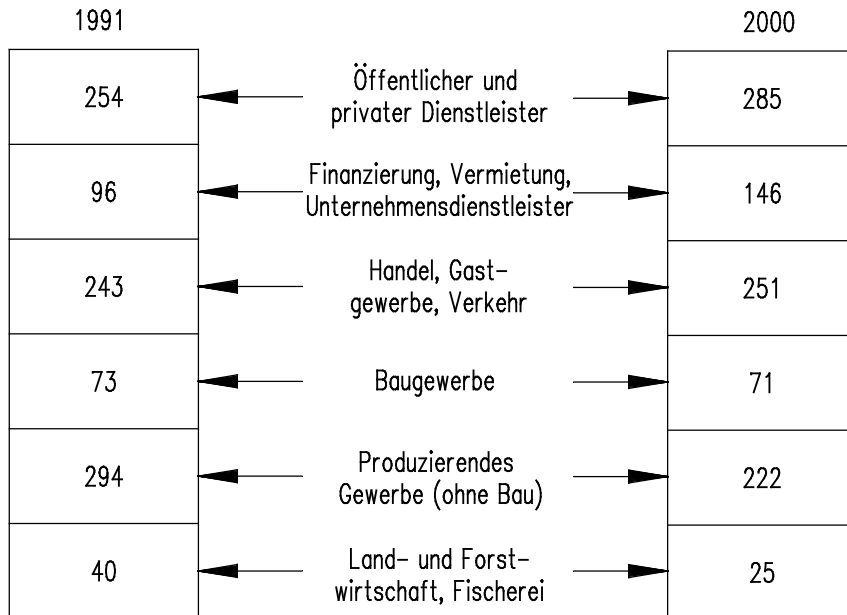 1991
2000
254
Öffentlicher und
privater Dienstleister
285
96
Finanzierung, Vermietung,
Unternehmensdienstleister
146
243
Handel, Gast-
gewerbe, Verkehr
251
73
Baugewerbe
71
294
Produzierendes
Gewerbe (ohne Bau)
222
40
Land- und Forst-
wirtschaft, Fischerei
25